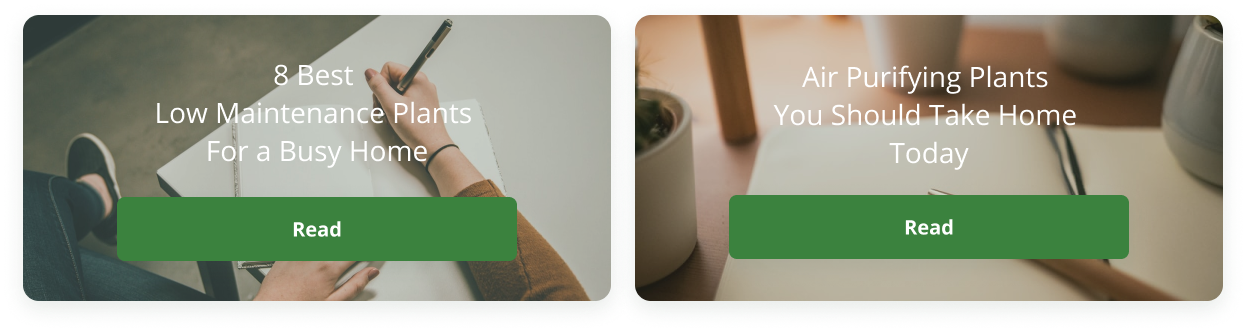 8 Best
Low Maintenance Plants
For a Busy Home
Read
Air Purifying Plants
You Should Take Home
Today
Read